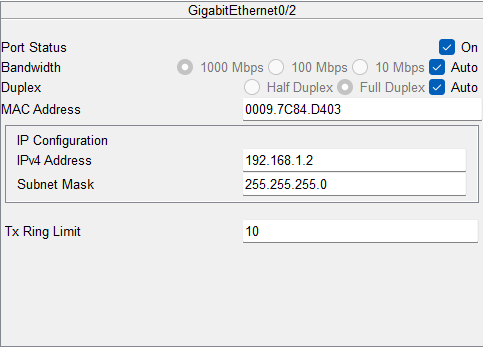 GigabitEthernet0/2
Port Status On
Bandwidth 1000 Mbps 100 Mbps 10 Mbps Auto
Duplex Half Duplex Full Duplex Auto
MAC Address 0009.7C84.D403
IP Configuration
IPv4 Address 192.168.1.2
Subnet Mask 255.255.255.0
Tx Ring Limit 10